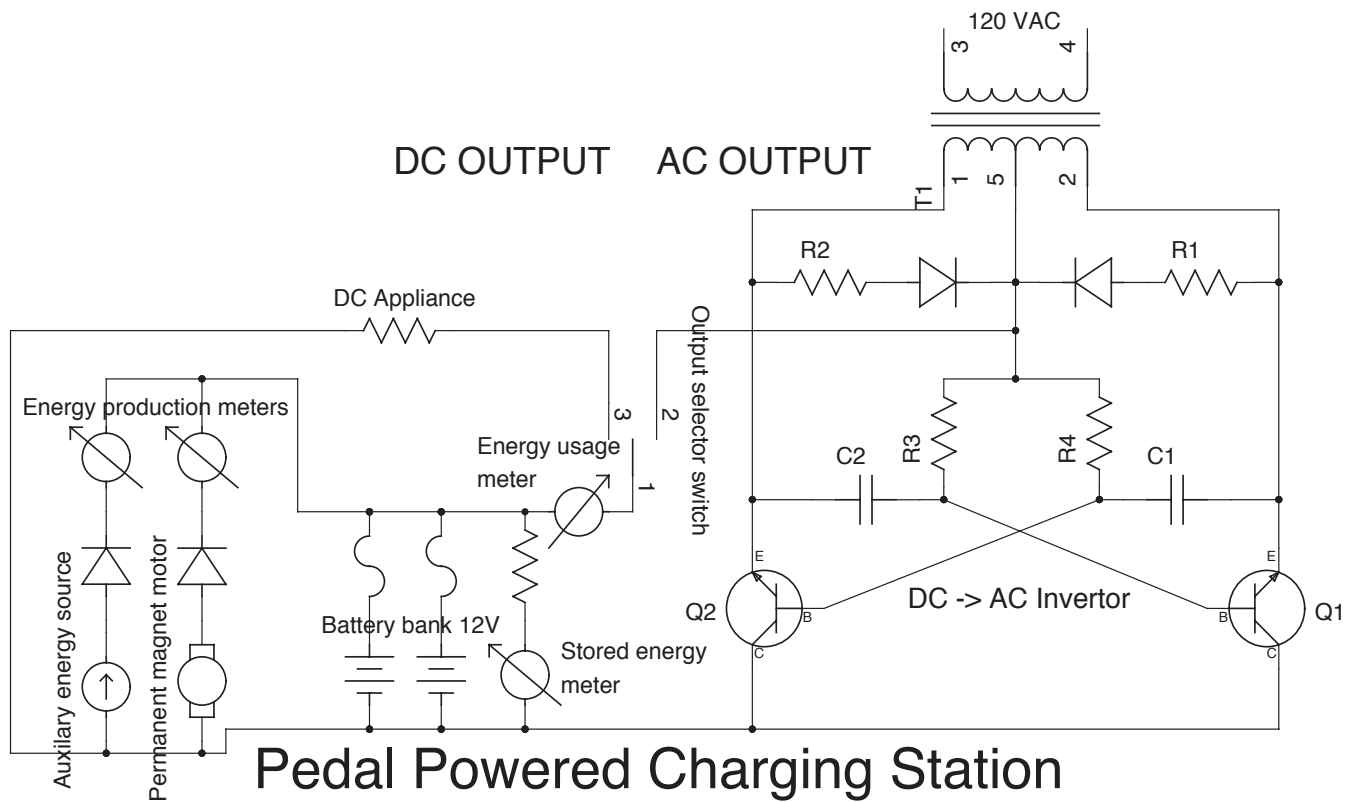 120 VAC
3
4
DC OUTPUT
AC OUTPUT
T1
1
5
2
R2
R1
DC Appliance
Output selector switch
3
2
1
Energy production meters
Energy usage
meter
R3
R4
C2
C1
E
E
Auxilary energy source
Permanent magnet motor
Q2
B
DC -> AC Invertor
B
Q1
Battery bank 12V
C
C
Stored energy
meter
Pedal Powered Charging Station